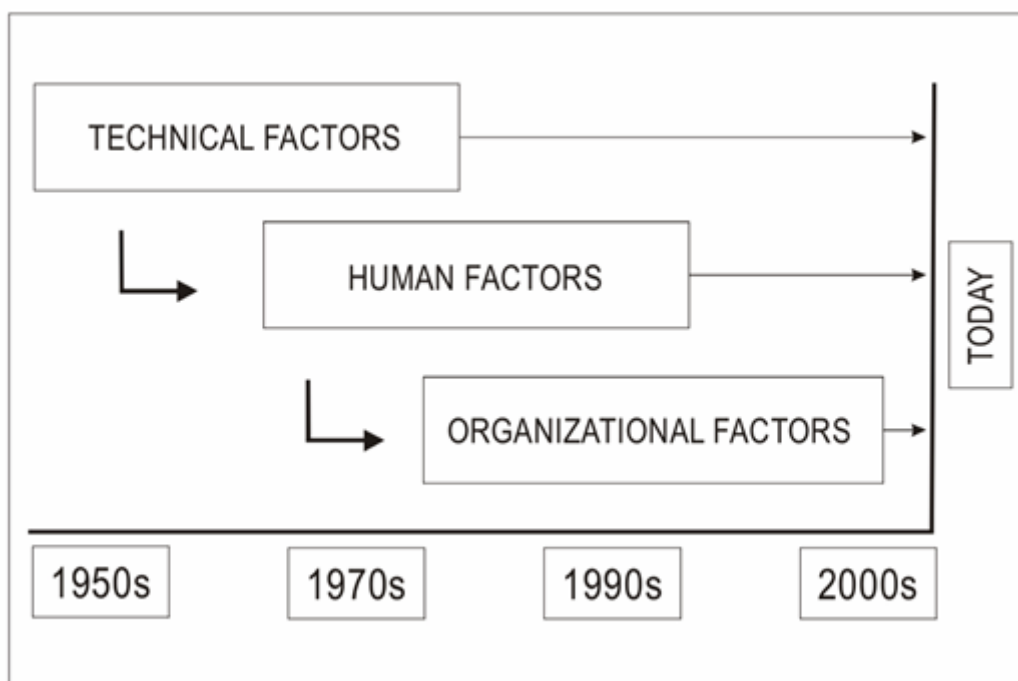 TECHNICAL FACTORS
HUMAN FACTORS
TODAY
ORGANIZATIONAL FACTORS
1950s
1970s
1990s
2000s